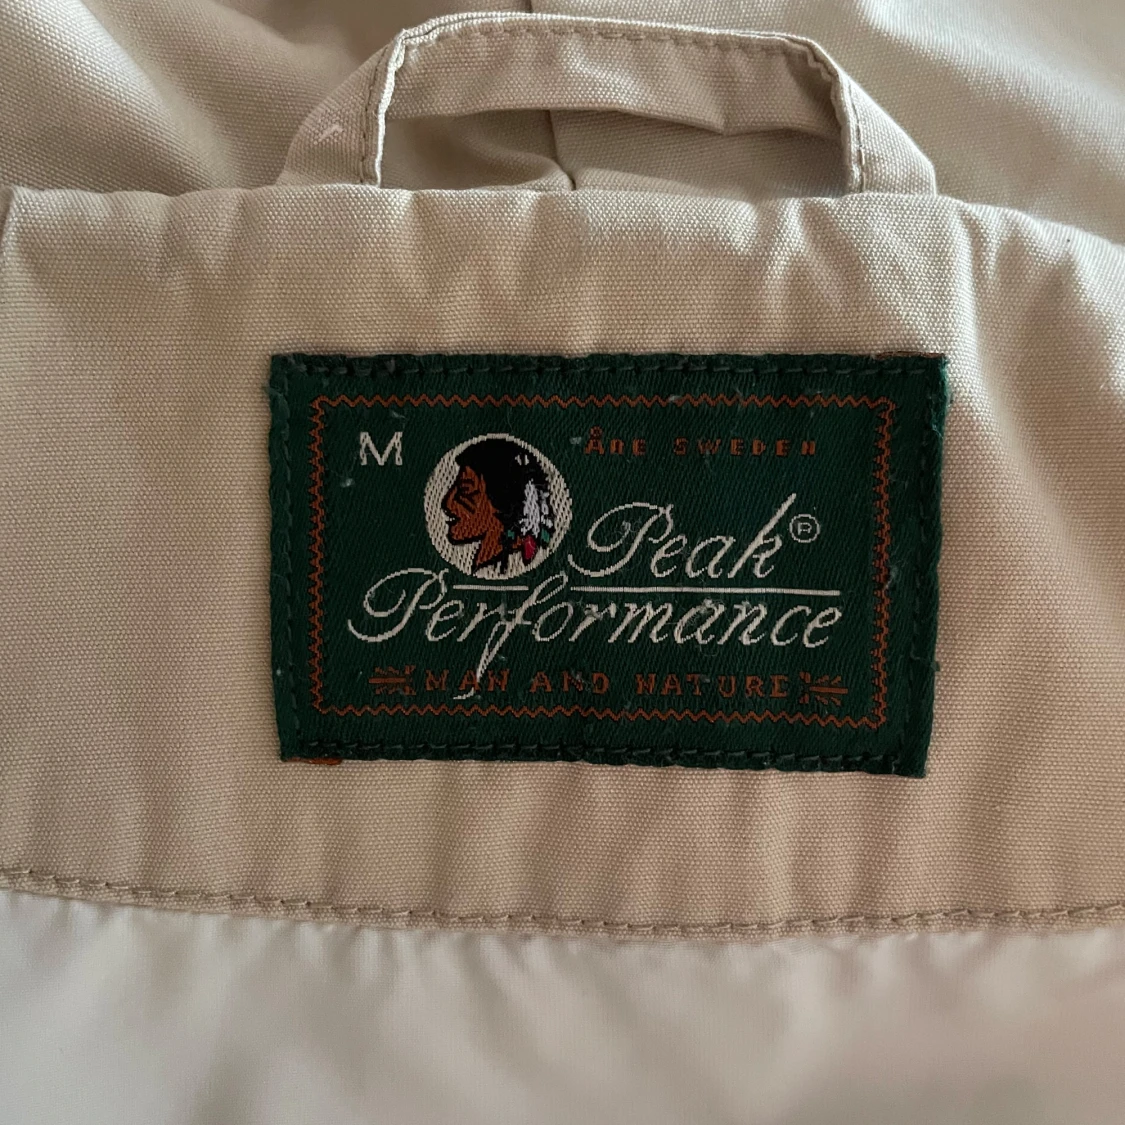 M
ÅRE SWEDEN
Peak®
Performance
MAN AND NATURE